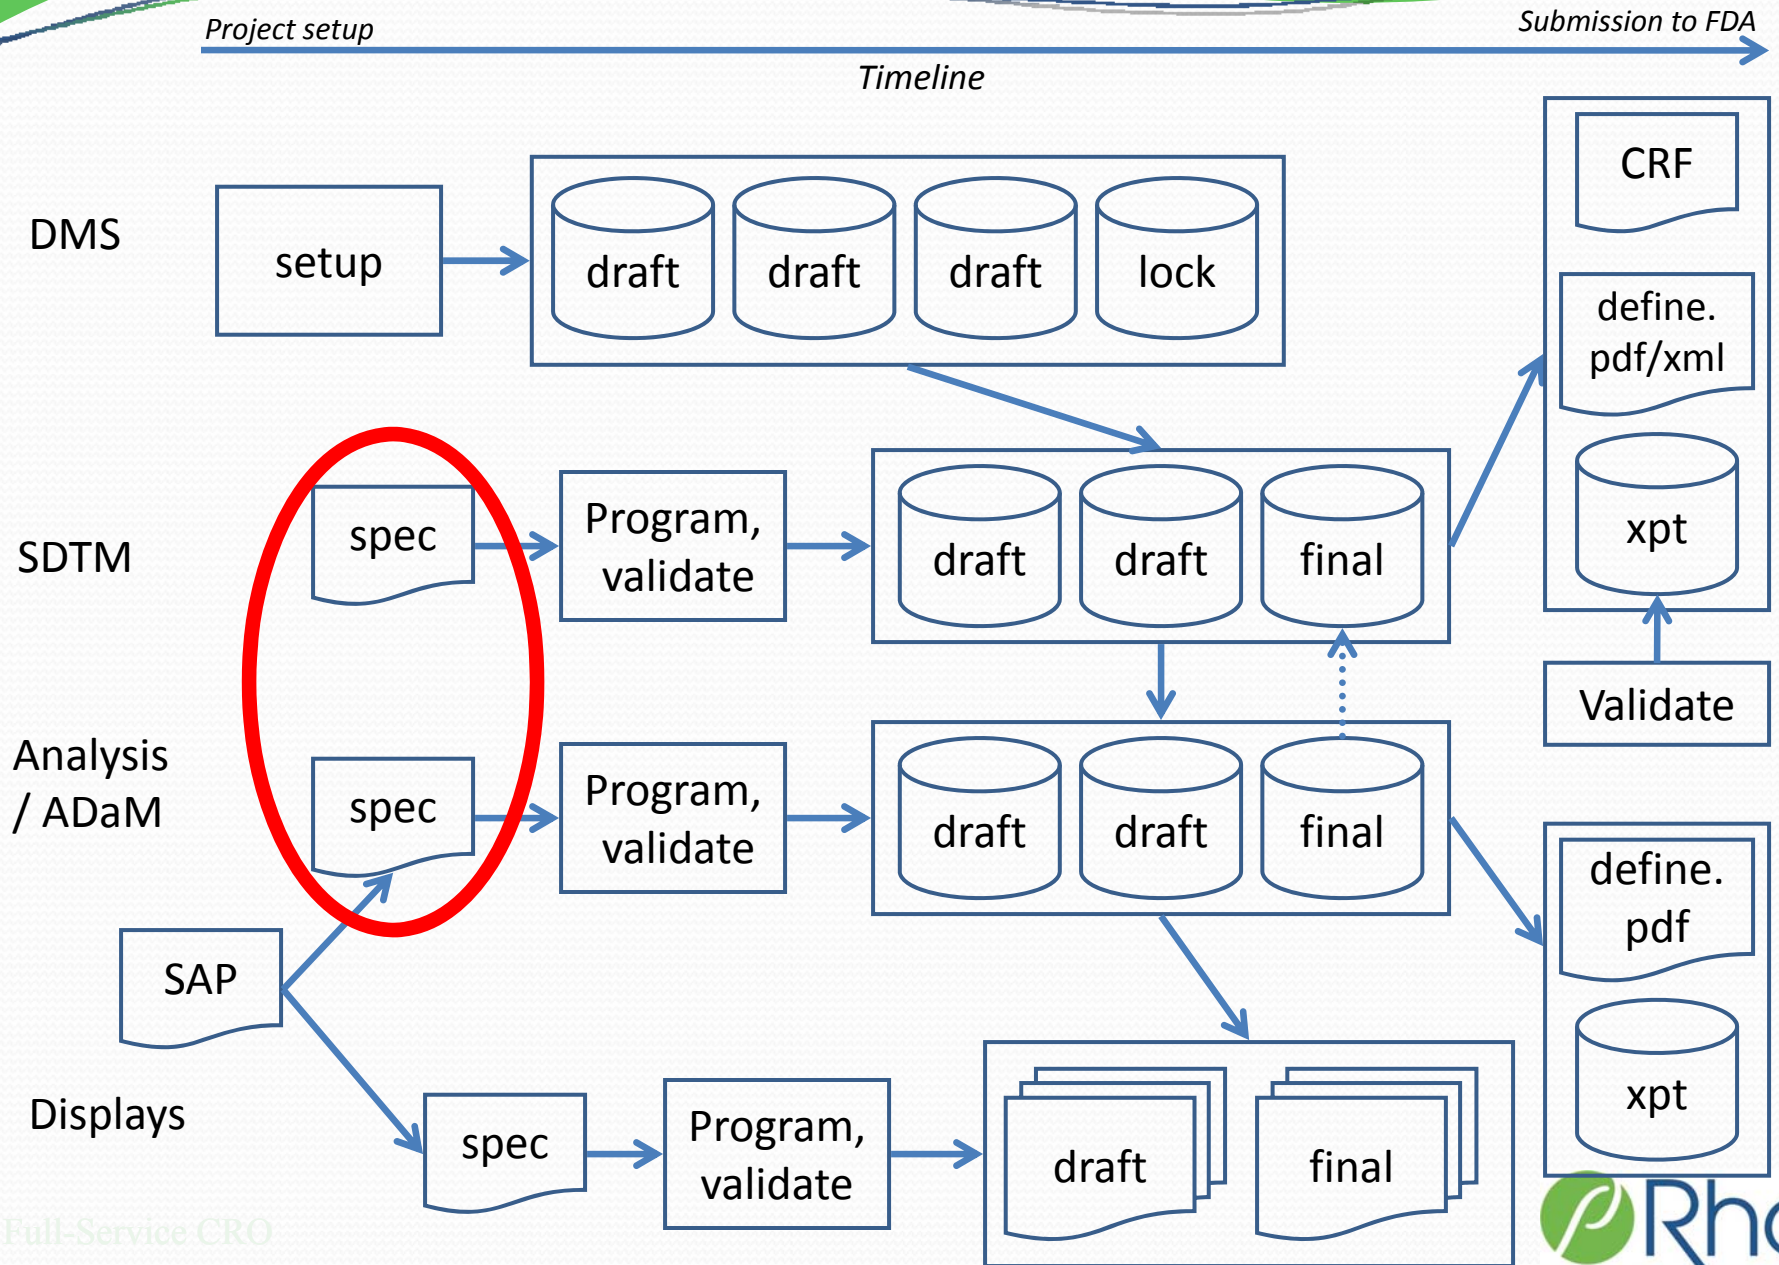 Project setup
Submission to FDA
Timeline
DMS
setup
draft
draft
draft
lock
CRF
define.
pdf/xml
xpt
Validate
SDTM
spec
Program,
validate
draft
draft
final
Analysis
/ ADaM
spec
Program,
validate
draft
draft
final
define.
pdf
xpt
SAP
Displays
spec
Program,
validate
draft
final
Full-Service CRO